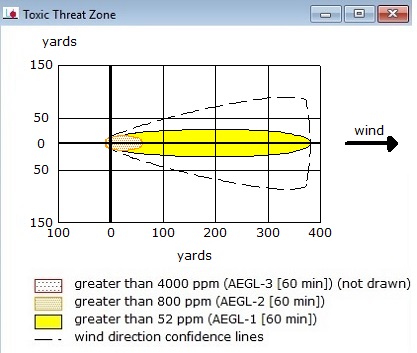 Toxic Threat Zone
yards
150
50
0
50
150
wind
100 0 100 200 300 400
yards
greater than 4000 ppm (AEGL-3 [60 min]) (not drawn)
greater than 800 ppm (AEGL-2 [60 min])
greater than 52 ppm (AEGL-1 [60 min])
wind direction confidence lines